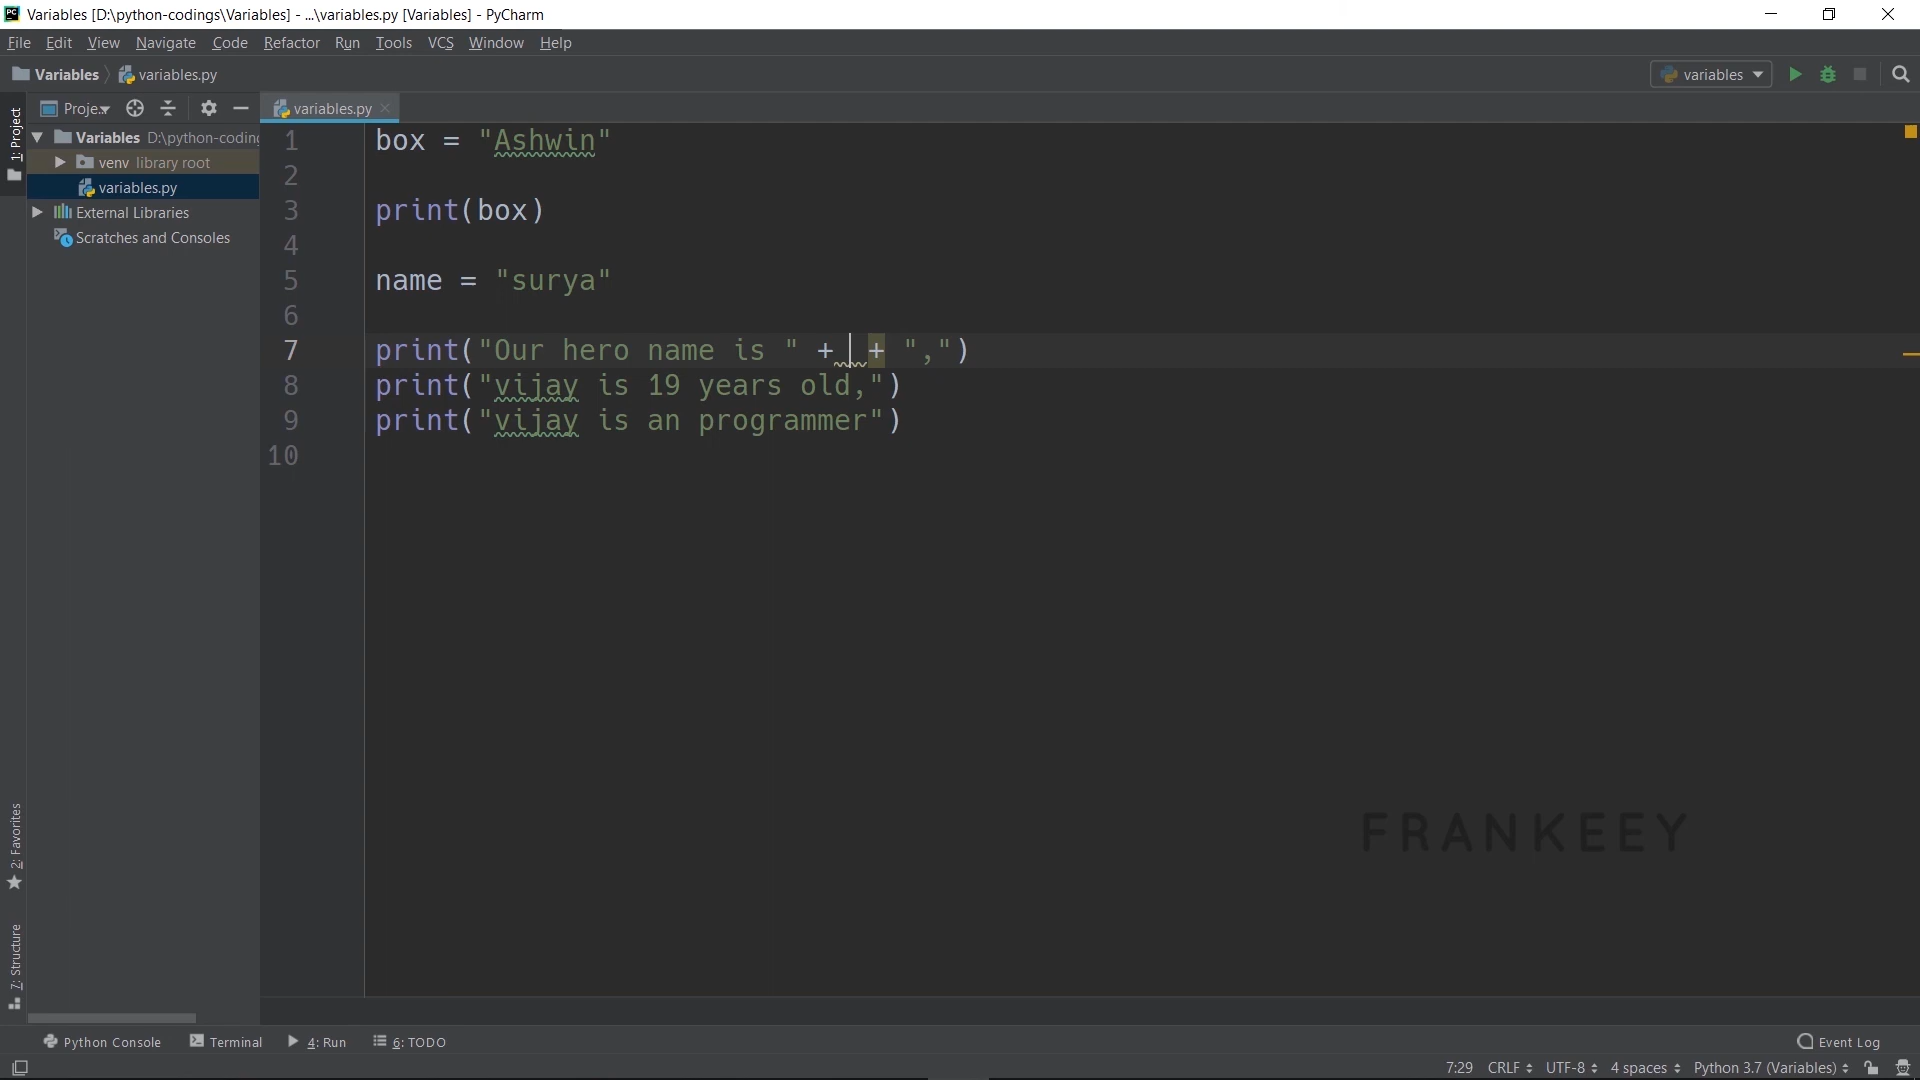 Variables [D:\python-codings\Variables] - ...\variables.py [Variables] - PyCharm
File Edit View Navigate Code Refactor Run Tools VCS Window Help
Variables variables.py variables
1: Project
Proje...
variables.py
Variables D:\python-coding
venv library root
variables.py
External Libraries
Scratches and Consoles
1 box = "Ashwin"
2
3 print(box)
4
5 name = "surya"
6
7 print("Our hero name is " + + ",")
8 print("vijay is 19 years old,")
9 print("vijay is an programmer")
10
FRANKEEY
2: Favorites
7: Structure
Python Console Terminal 4: Run 6: TODO Event Log
7:29 CRLF UTF-8 4 spaces Python 3.7 (Variables)